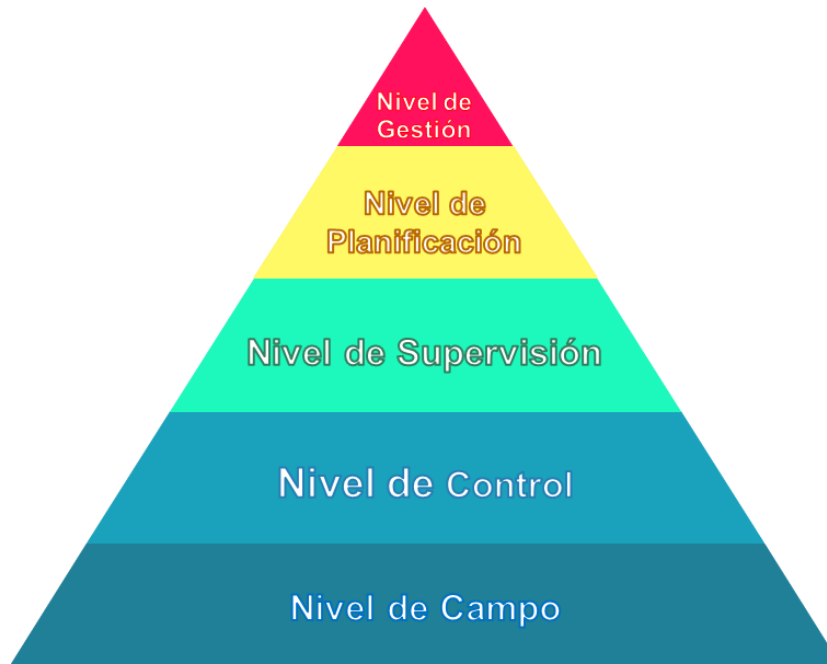 Nivel de
Gestión
Nivel de
Planificación
Nivel de Supervisión
Nivel de Control
Nivel de Campo